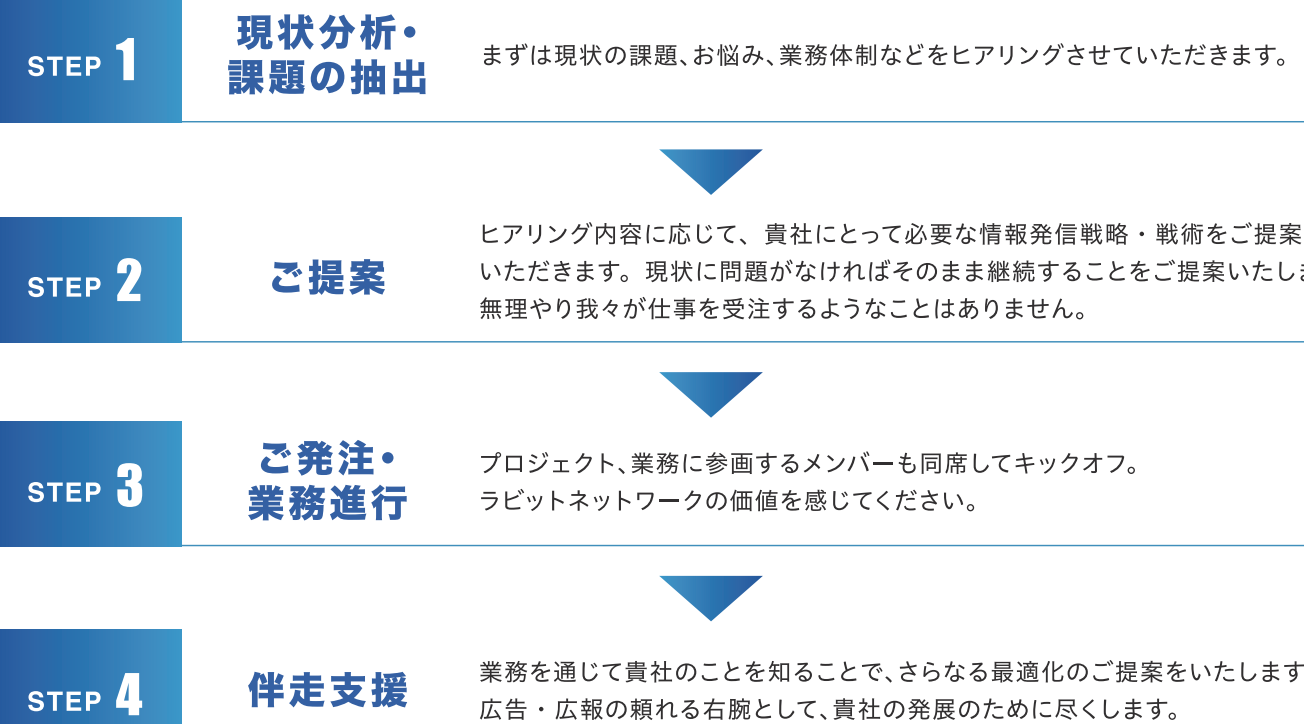 STEP 1
現状分析・
課題の抽出
まずは現状の課題、お悩み、業務体制などをヒアリングさせていただきます。
STEP 2
ご提案
ヒアリング内容に応じて、貴社にとって必要な情報発信戦略・戦術をご提案
いただきます。現状に問題がなければそのまま継続することをご提案いたしま
無理やり我々が仕事を受注するようなことはありません。
STEP 3
ご発注・
業務進行
プロジェクト、業務に参画するメンバーも同席してキックオフ。
ラビットネットワークの価値を感じてください。
STEP 4
伴走支援
業務を通じて貴社のことを知ることで、さらなる最適化のご提案をいたします
広告・広報の頼れる右腕として、貴社の発展のために尽くします。